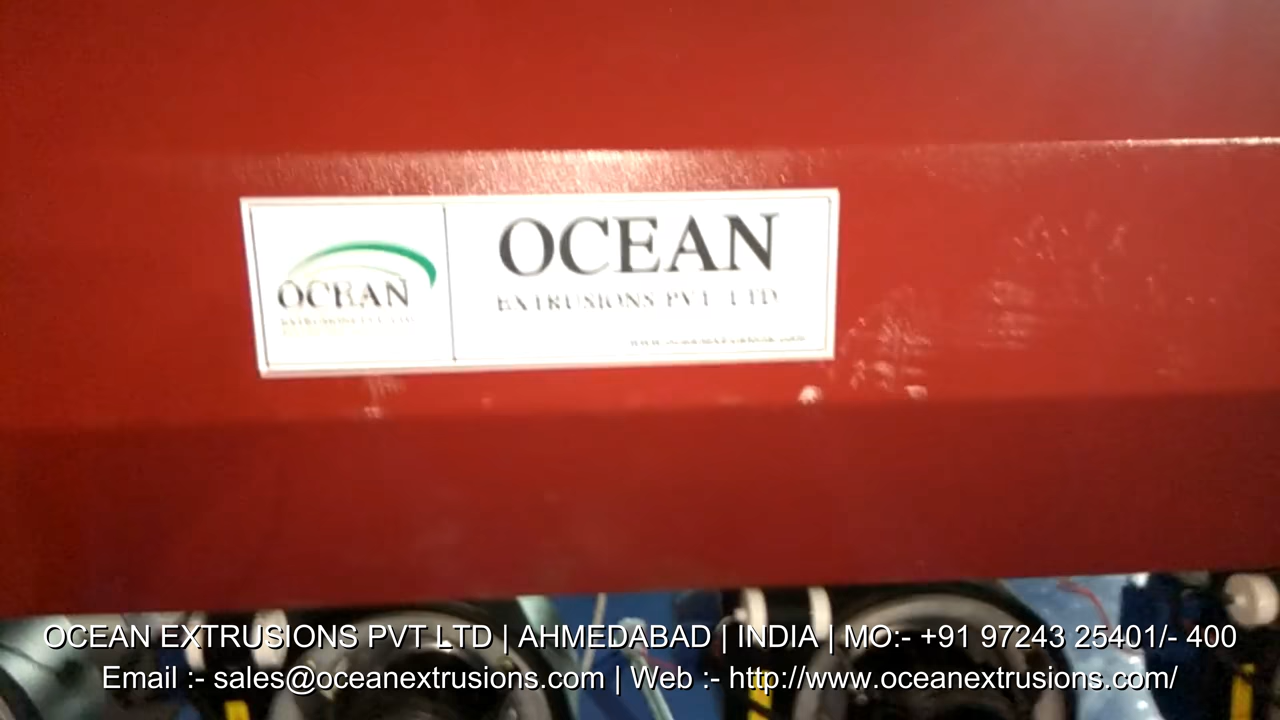 OCEAN
OCEAN
EXTRUSIONS PVT LTD
OCEAN EXTRUSIONS PVT LTD | AHMEDABAD | INDIA | MO:- +91 97243 25401/- 400
Email :- sales@oceanextrusions.com | Web :- http://www.oceanextrusions.com/